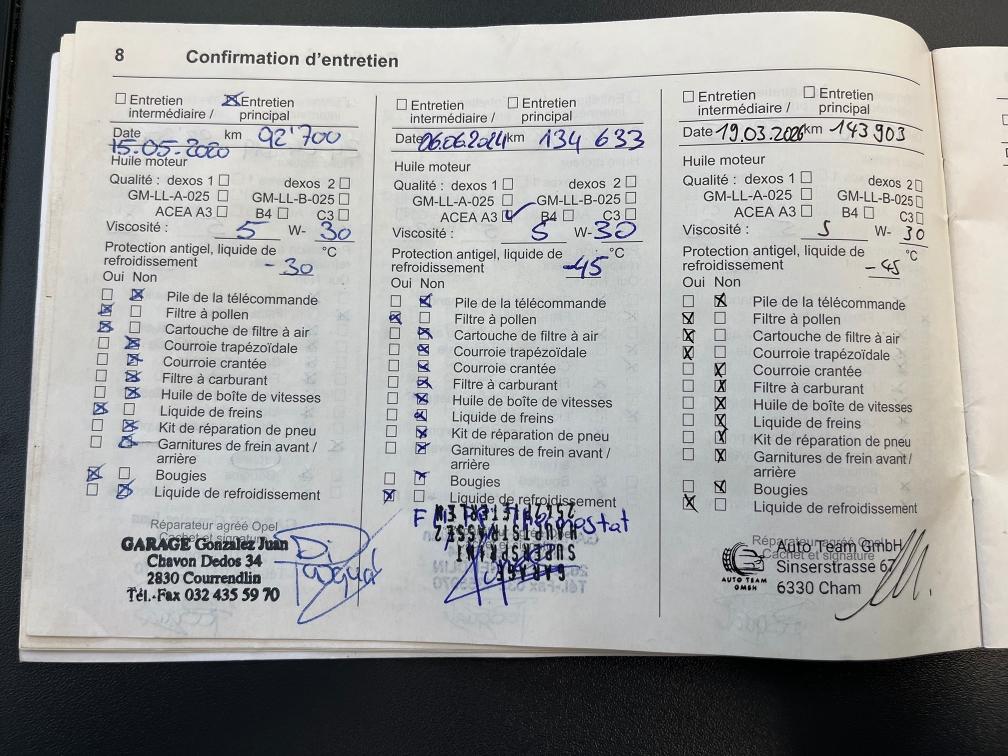 8 Confirmation d'entretien
Entretien intermédiaire / Entretien principal
Date 15.05.2020 km 92'700
Huile moteur
Qualité : dexos 1 dexos 2
GM-LL-A-025 GM-LL-B-025
ACEA A3 B4 C3
Viscosité : 5 W- 30
Protection antigel, liquide de
refroidissement -30 °C
Oui Non
Pile de la télécommande
Filtre à pollen
Cartouche de filtre à air
Courroie trapézoïdale
Courroie crantée
Filtre à carburant
Huile de boîte de vitesses
Liquide de freins
Kit de réparation de pneu
Garnitures de frein avant /
arrière
Bougies
Liquide de refroidissement
Réparateur agréé Opel
Cachet et signature
GARAGE Gonzalez Juan
Chavon Dedos 34
2830 Courrendlin
Tél.-Fax 032 435 59 70
Entretien intermédiaire / Entretien principal
Date 06.06.2024 km 134 633
Huile moteur
Qualité : dexos 1 dexos 2
GM-LL-A-025 GM-LL-B-025
ACEA A3 B4 C3
Viscosité : 5 W- 30
Protection antigel, liquide de
refroidissement -45 °C
Oui Non
Pile de la télécommande
Filtre à pollen
Cartouche de filtre à air
Courroie trapézoïdale
Courroie crantée
Filtre à carburant
Huile de boîte de vitesses
Liquide de freins
Kit de réparation de pneu
Garnitures de frein avant /
arrière
Bougies
Liquide de refroidissement
Thermostat
GARAGE
Entretien intermédiaire / Entretien principal
Date 19.03.2026 km 143 903
Huile moteur
Qualité : dexos 1 dexos 2
GM-LL-A-025 GM-LL-B-025
ACEA A3 B4 C3
Viscosité : 5 W- 30
Protection antigel, liquide de
refroidissement -45 °C
Oui Non
Pile de la télécommande
Filtre à pollen
Cartouche de filtre à air
Courroie trapézoïdale
Courroie crantée
Filtre à carburant
Huile de boîte de vitesses
Liquide de freins
Kit de réparation de pneu
Garnitures de frein avant /
arrière
Bougies
Liquide de refroidissement
Réparateur agréé Opel
Cachet et signature
AUTO TEAM
GMBH
Auto Team GmbH
Sinserstrasse 67
6330 Cham